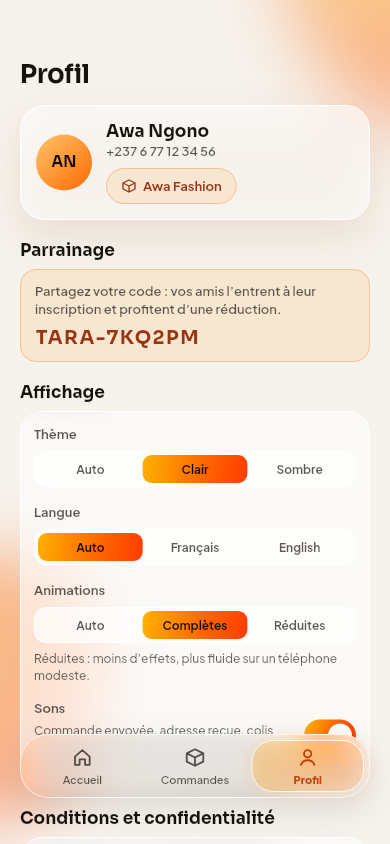 Profil
AN
Awa Ngono
+237 6 77 12 34 56
Awa Fashion
Parrainage
Partagez votre code : vos amis l'entrent à leur
inscription et profitent d'une réduction.
TARA-7KQ2PM
Affichage
Thème
Auto Clair Sombre
Langue
Auto Français English
Animations
Auto Complètes Réduites
Réduites : moins d'effets, plus fluide sur un téléphone
modeste.
Sons
Commande envoyée, adresse reçue, colis
Accueil Commandes Profil
Conditions et confidentialité